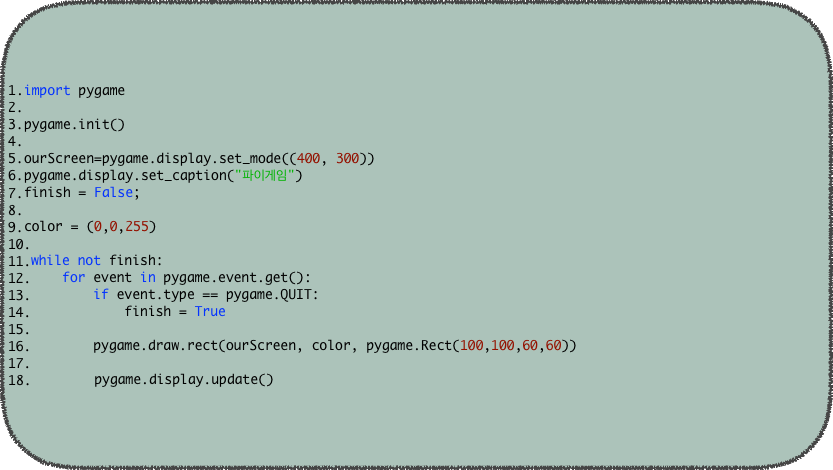 1.import pygame
2.
3.pygame.init()
4.
5.ourScreen=pygame.display.set_mode((400, 300))
6.pygame.display.set_caption("파이게임")
7.finish = False;
8.
9.color = (0,0,255)
10.
11.while not finish:
12.    for event in pygame.event.get():
13.        if event.type == pygame.QUIT:
14.            finish = True
15.
16.        pygame.draw.rect(ourScreen, color, pygame.Rect(100,100,60,60))
17.
18.        pygame.display.update()